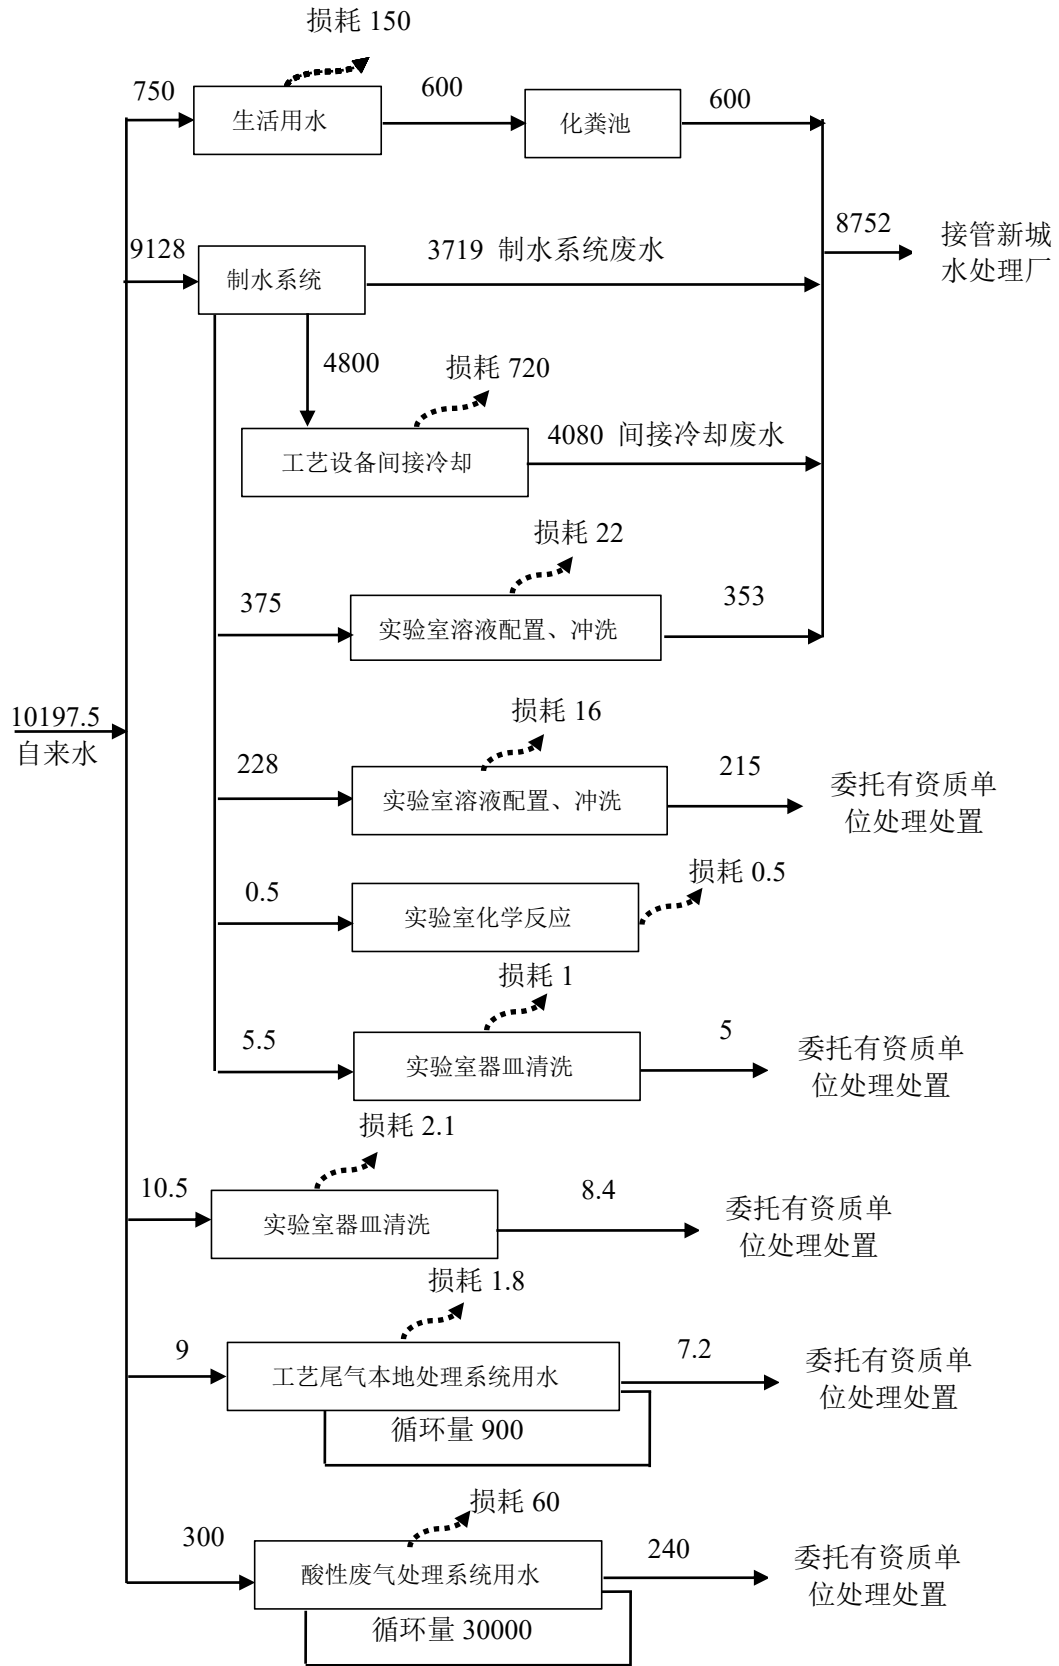 损耗 150
750
生活用水
600
化粪池
600
9128
制水系统
3719 制水系统废水
8752
接管新城
水处理厂
4800
损耗 720
工艺设备间接冷却
4080 间接冷却废水
损耗 22
375
实验室溶液配置、冲洗
353
10197.5
自来水
损耗 16
228
实验室溶液配置、冲洗
215
委托有资质单
位处理处置
0.5
实验室化学反应
损耗 0.5
损耗 1
5.5
实验室器皿清洗
5
委托有资质单
位处理处置
损耗 2.1
10.5
实验室器皿清洗
8.4
委托有资质单
位处理处置
损耗 1.8
9
工艺尾气本地处理系统用水
7.2
委托有资质单
位处理处置
循环量 900
损耗 60
300
酸性废气处理系统用水
240
委托有资质单
位处理处置
循环量 30000